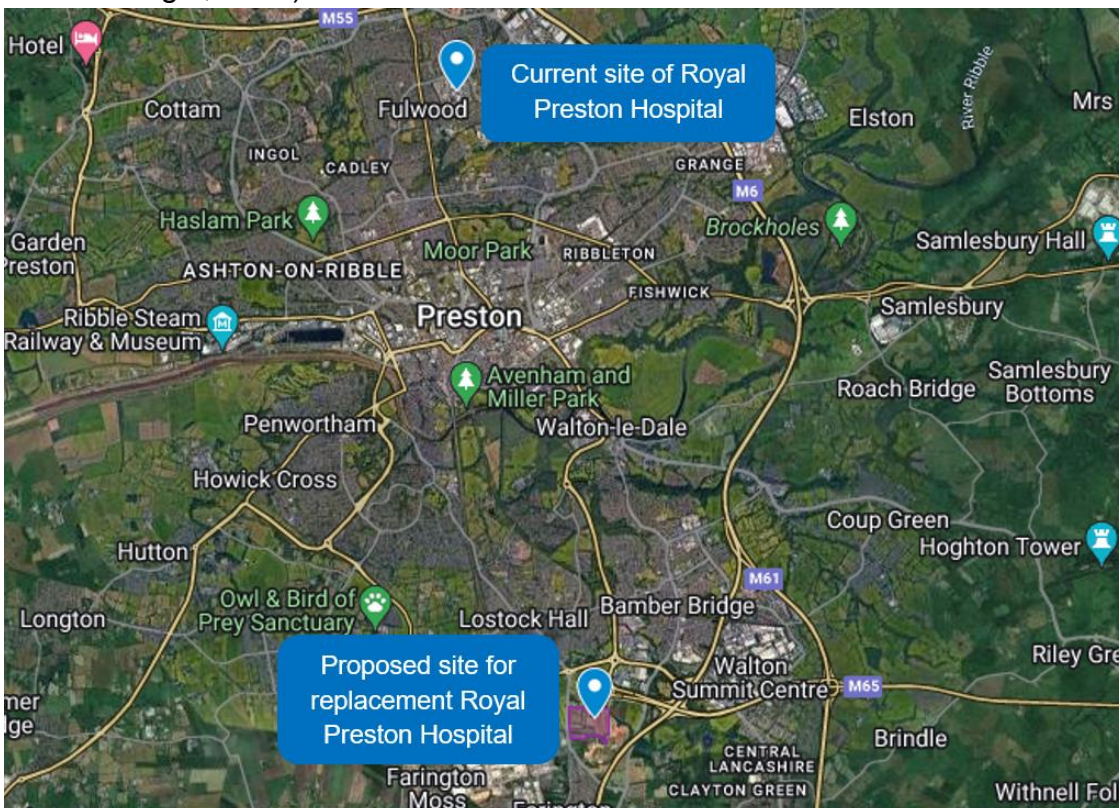 M55
Hotel
Current site of Royal
Preston Hospital
Cottam
Fulwood
Elston
River Ribble
Mrs
INGOL
CADLEY
GRANGE
M6
Haslam Park
Brockholes
Garden
Preston
Moor Park
RIBBLETON
Samlesbury Hall
ASHTON-ON-RIBBLE
FISHWICK
Samlesbury
Ribble Steam
Railway & Museum
Preston
Avenham and
Miller Park
Roach Bridge
Samlesbury
Bottoms
Penwortham
Walton-le-Dale
Howick Cross
Coup Green
Hutton
Hoghton Tower
M61
Owl & Bird of
Prey Sanctuary
Longton
Lostock Hall
Bamber Bridge
Proposed site for
replacement Royal
Preston Hospital
Walton
Summit Centre
M65
Riley Gre
mer
lge
Brindle
CENTRAL
LANCASHIRE
Farington
Moss
CLAYTON GREEN
Withnell Fo